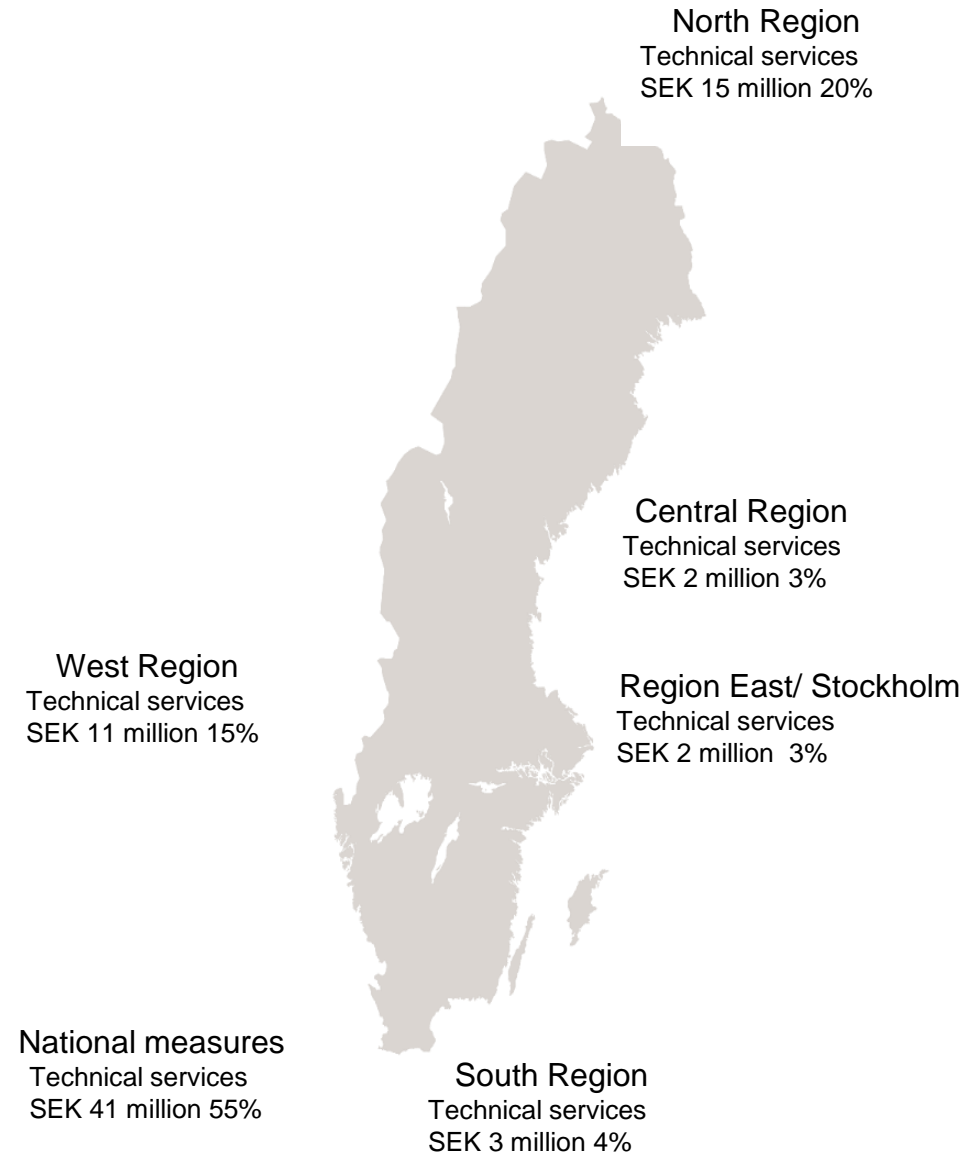 North Region
Technical services
SEK 15 million 20%
Central Region
Technical services
SEK 2 million 3%
West Region
Technical services
SEK 11 million 15%
Region East/ Stockholm
Technical services
SEK 2 million 3%
National measures
Technical services
SEK 41 million 55%
South Region
Technical services
SEK 3 million 4%